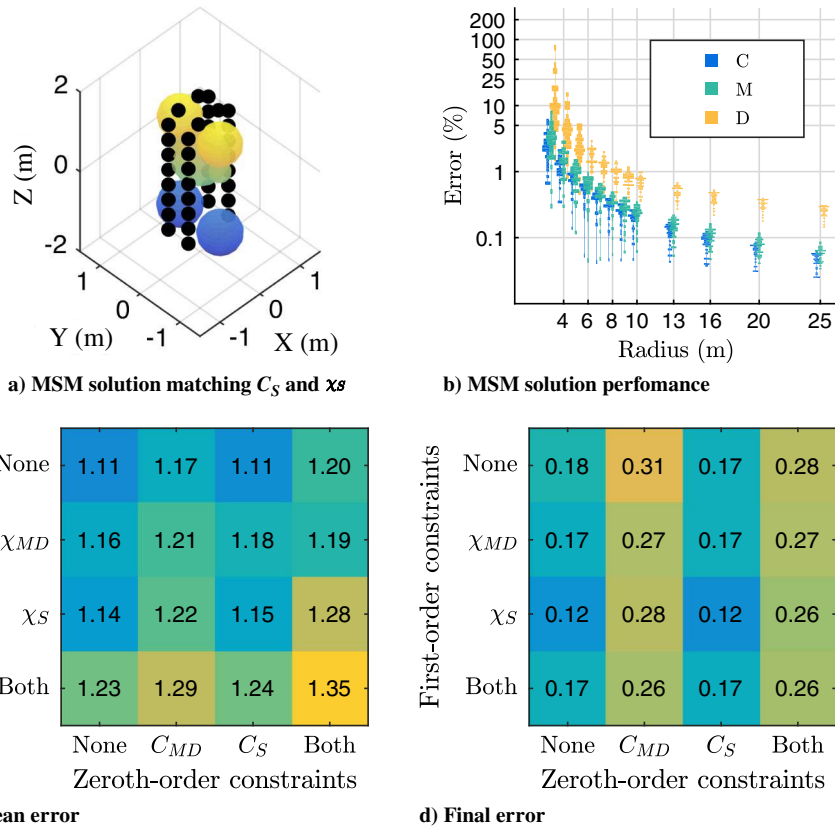 2
0
-2
Z (m)
1
0
-1
Y (m)
-1
0
1
X (m)
a) MSM solution matching C_S and χs
200
100
50
25
10
5
1
0.1
Error (%)
C
M
D
4 6 8 10 13 16 20 25
Radius (m)
b) MSM solution perfomance
None 1.11 1.17 1.11 1.20
χ_MD 1.16 1.21 1.18 1.19
χ_S 1.14 1.22 1.15 1.28
Both 1.23 1.29 1.24 1.35
None C_MD C_S Both
Zeroth-order constraints
ean error
First-order constraints
None 0.18 0.31 0.17 0.28
χ_MD 0.17 0.27 0.17 0.27
χ_S 0.12 0.28 0.12 0.26
Both 0.17 0.26 0.17 0.26
None C_MD C_S Both
Zeroth-order constraints
d) Final error